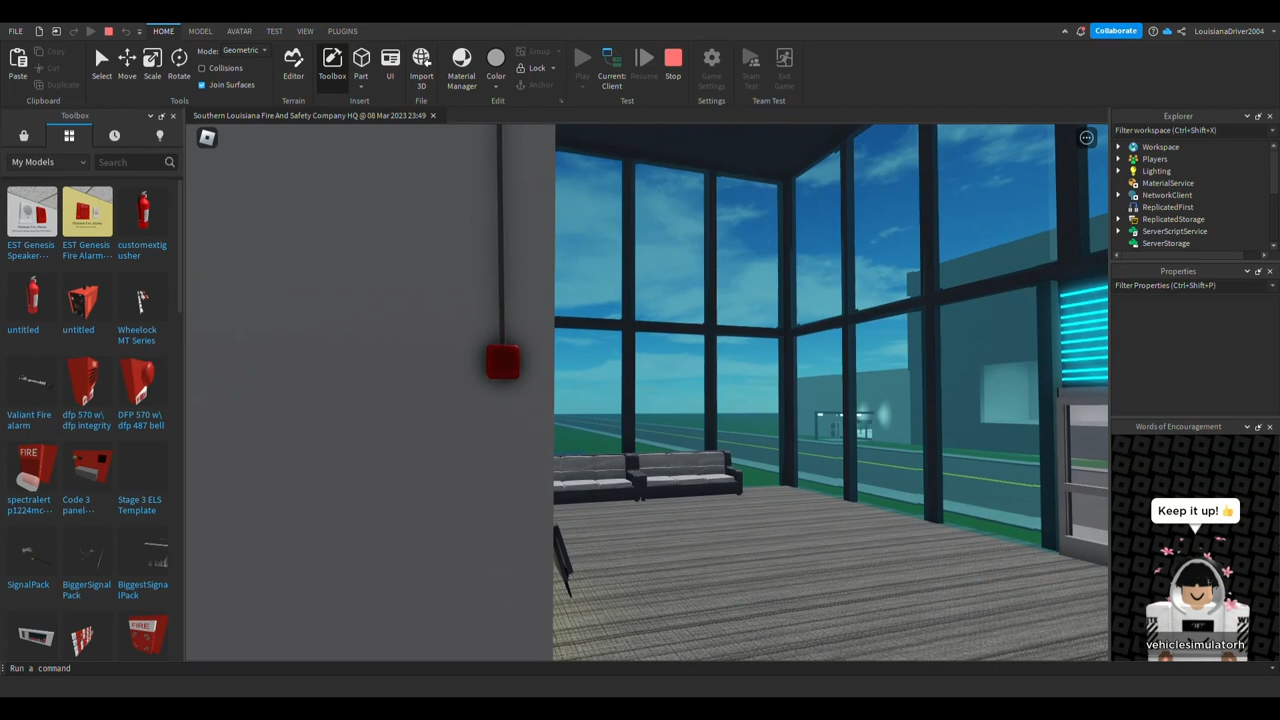 FILE
HOME
MODEL
AVATAR
TEST
VIEW
PLUGINS
Collaborate
LouisianaDriver2004
Paste
Copy
Cut
Duplicate
Clipboard
Select
Move
Scale
Rotate
Mode: Geometric
Collisions
Join Surfaces
Tools
Editor
Terrain
Toolbox
Part
UI
Insert
Import
3D
File
Material
Manager
Color
Group
Lock
Anchor
Edit
Play
Current:
Client
Resume
Stop
Test
Game
Settings
Settings
Team
Test
Exit
Game
Team Test
Toolbox
Southern Louisiana Fire And Safety Company HQ @ 08 Mar 2023 23:49
My Models
Search
EST Genesis
Speaker···
EST Genesis
Fire Alarm···
customextig
usher
untitled
untitled
Wheelock
MT Series
Valiant Fire
alarm
dfp 570 w\
dfp integrity
DFP 570 w\
dfp 487 bell
FIRE
spectralert
p1224mc···
Code 3
panel···
Stage 3 ELS
Template
SignalPack
BiggerSignal
Pack
BiggestSigna
lPack
FIRE
Explorer
Filter workspace (Ctrl+Shift+X)
Workspace
Players
Lighting
MaterialService
NetworkClient
ReplicatedFirst
ReplicatedStorage
ServerScriptService
ServerStorage
Properties
Filter Properties (Ctrl+Shift+P)
Words of Encouragement
Keep it up! 👍
vehiclesimulatorh
Run a command